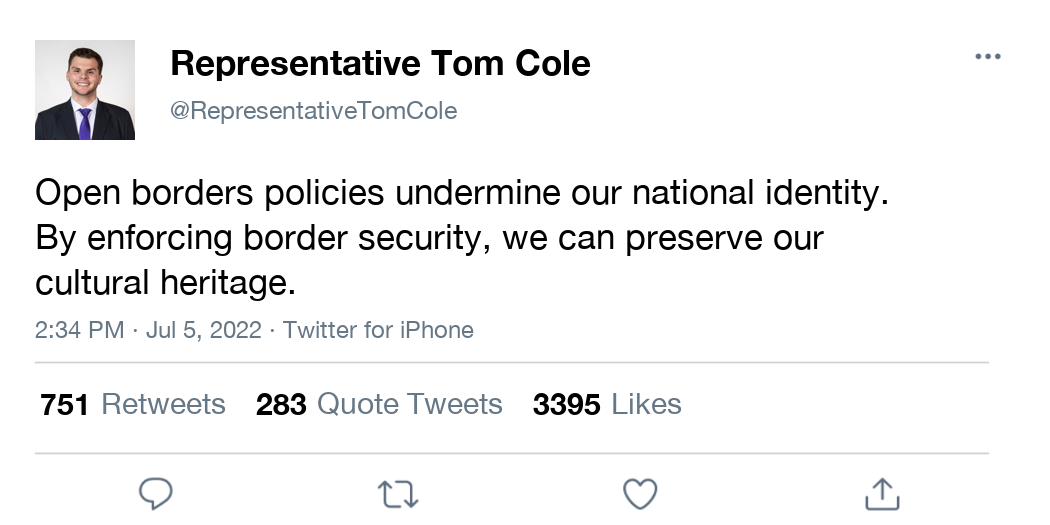 Representative Tom Cole
@RepresentativeTomCole
Open borders policies undermine our national identity.
By enforcing border security, we can preserve our
cultural heritage.
2:34 PM · Jul 5, 2022 · Twitter for iPhone
751 Retweets 283 Quote Tweets 3395 Likes